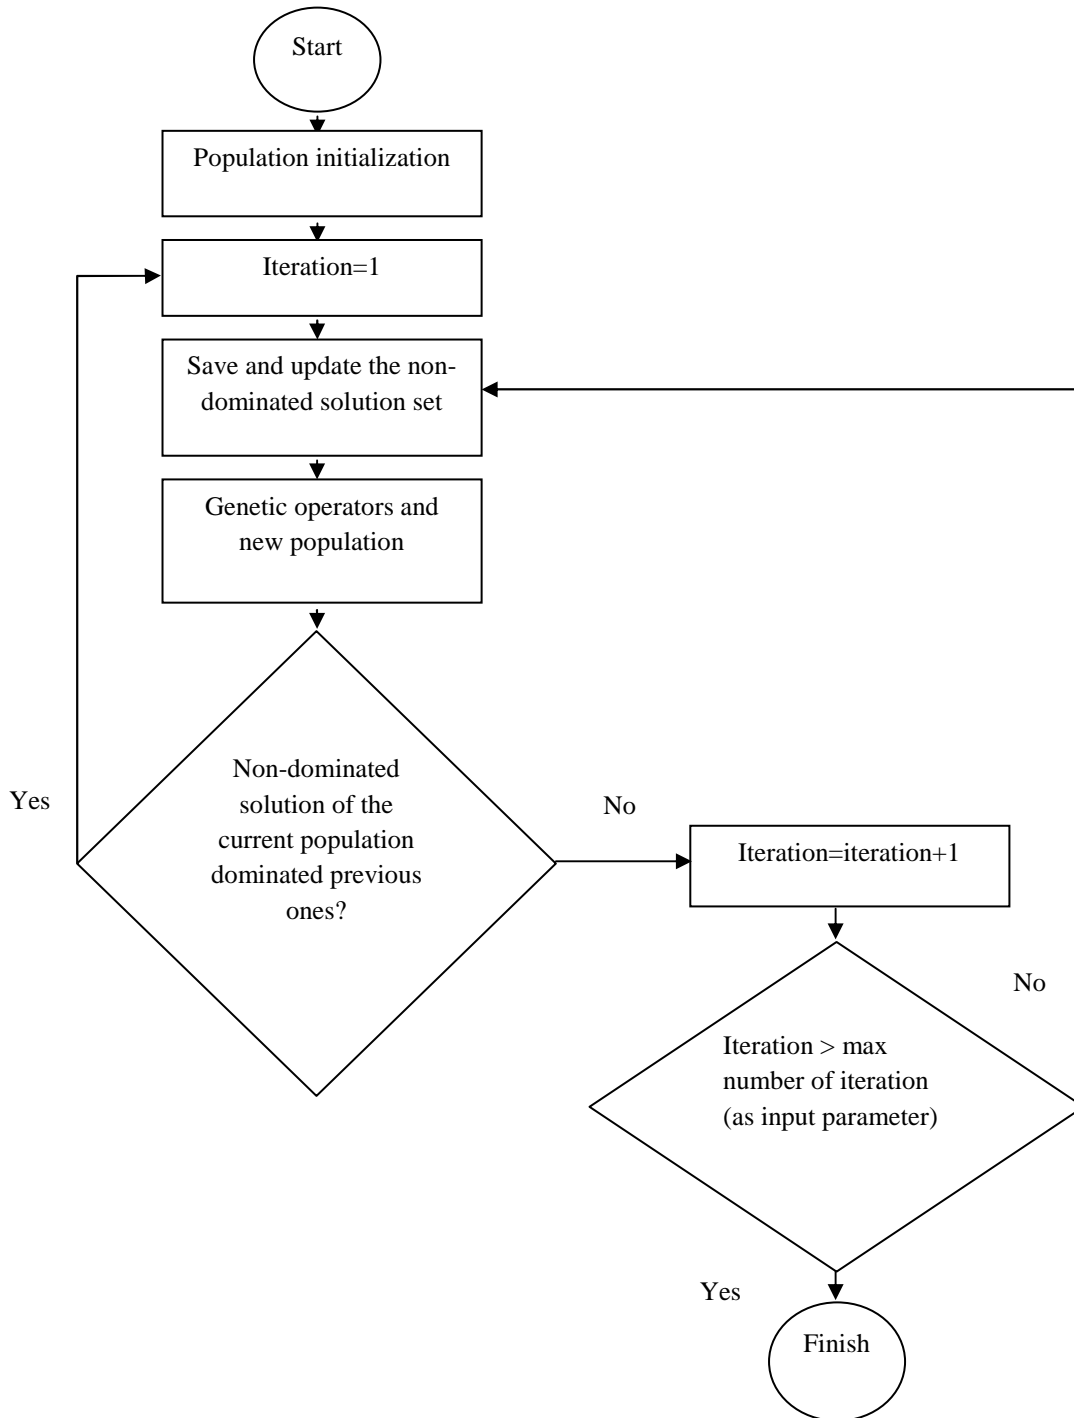 Start
Population initialization
Iteration=1
Save and update the non-
dominated solution set
Genetic operators and
new population
Non-dominated
solution of the
current population
dominated previous
ones?
Yes
No
Iteration=iteration+1
No
Iteration > max
number of iteration
(as input parameter)
Yes
Finish